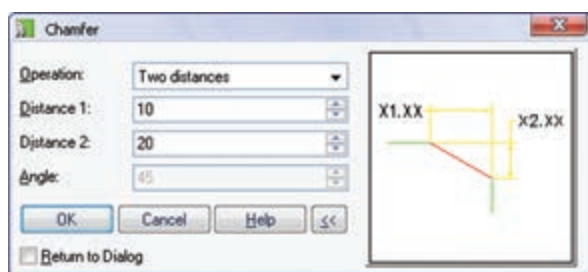 Chamfer
Operation: Two distances
Distance 1: 10
Distance 2: 20
Angle: 45
OK Cancel Help <<
Return to Dialog
X1.XX
X2.XX